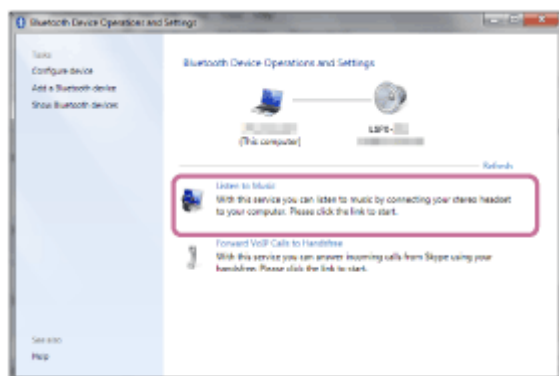 Bluetooth Device Operations and Settings
Tasks
Configure device
Add a Bluetooth device
Show Bluetooth devices
See also
Help
Bluetooth Device Operations and Settings
(This computer)
LSPX-
Refresh
Listen to Music
With this service you can listen to music by connecting your stereo headset
to your computer. Please click the link to start.
Forward VoIP Calls to Handsfree
With this service you can answer incoming calls from Skype using your
handsfree. Please click the link to start.